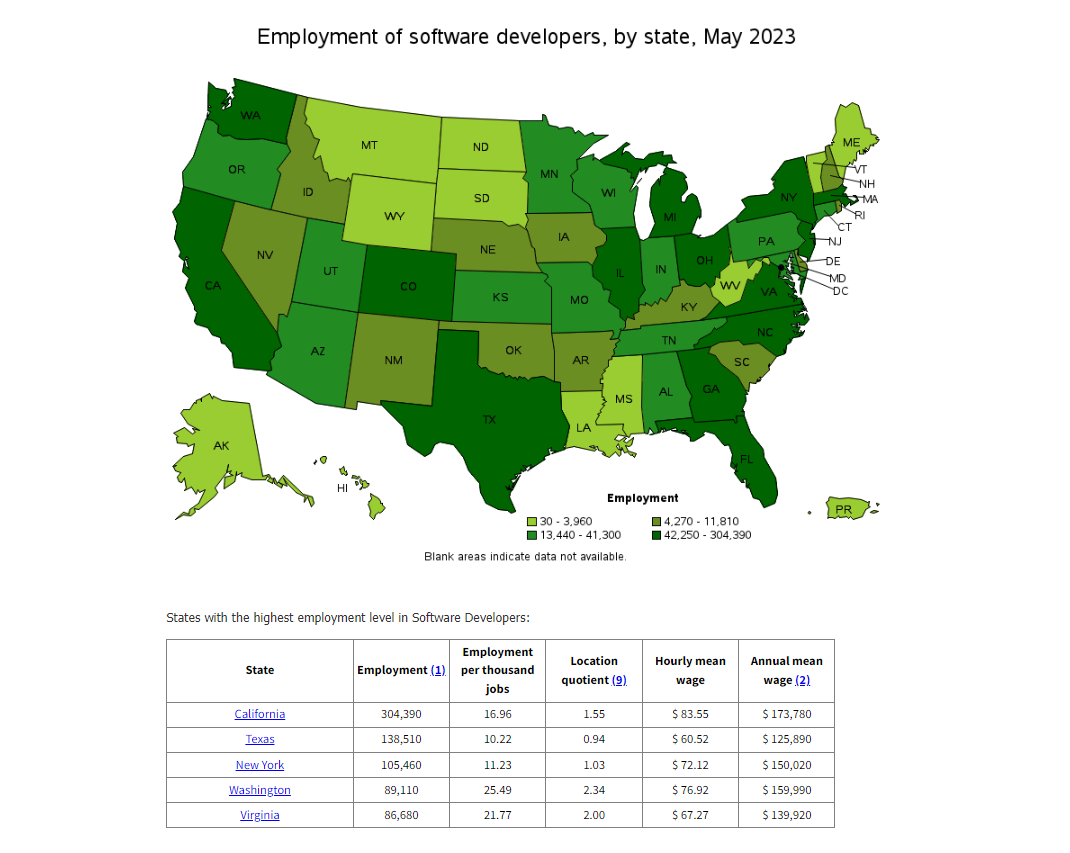 Employment of software developers, by state, May 2023
WA
MT
ND
MN
ME
VT
OR
ID
SD
WI
NH
WY
MI
NY
MA
RI
CT
NV
UT
NE
IA
PA
NJ
CA
CO
KS
MO
IL
IN
OH
WV
VA
DE
MD
DC
KY
AZ
NM
OK
AR
TN
NC
SC
MS
AL
GA
TX
LA
FL
AK
HI
PR
Employment
30 - 3,960 4,270 - 11,810
13,440 - 41,300 42,250 - 304,390
Blank areas indicate data not available.
States with the highest employment level in Software Developers:
State Employment (1) Employment per thousand jobs Location quotient (9) Hourly mean wage Annual mean wage (2)
California 304,390 16.96 1.55 $ 83.55 $ 173,780
Texas 138,510 10.22 0.94 $ 60.52 $ 125,890
New York 105,460 11.23 1.03 $ 72.12 $ 150,020
Washington 89,110 25.49 2.34 $ 76.92 $ 159,990
Virginia 86,680 21.77 2.00 $ 67.27 $ 139,920